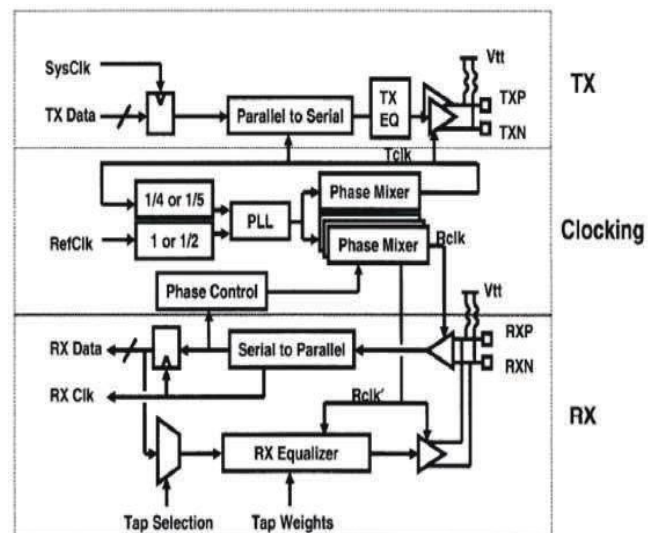 Vtt
SysClk
TX
TX Data
Parallel to Serial
TX
EQ
TXP
TXN
Tclk
1/4 or 1/5
Phase Mixer
PLL
RefClk
1 or 1/2
Phase Mixer
Rclk
Clocking
Phase Control
Vtt
RX Data
Serial to Parallel
RXP
RXN
RX Clk
Rclk'
RX
RX Equalizer
Tap Selection
Tap Weights